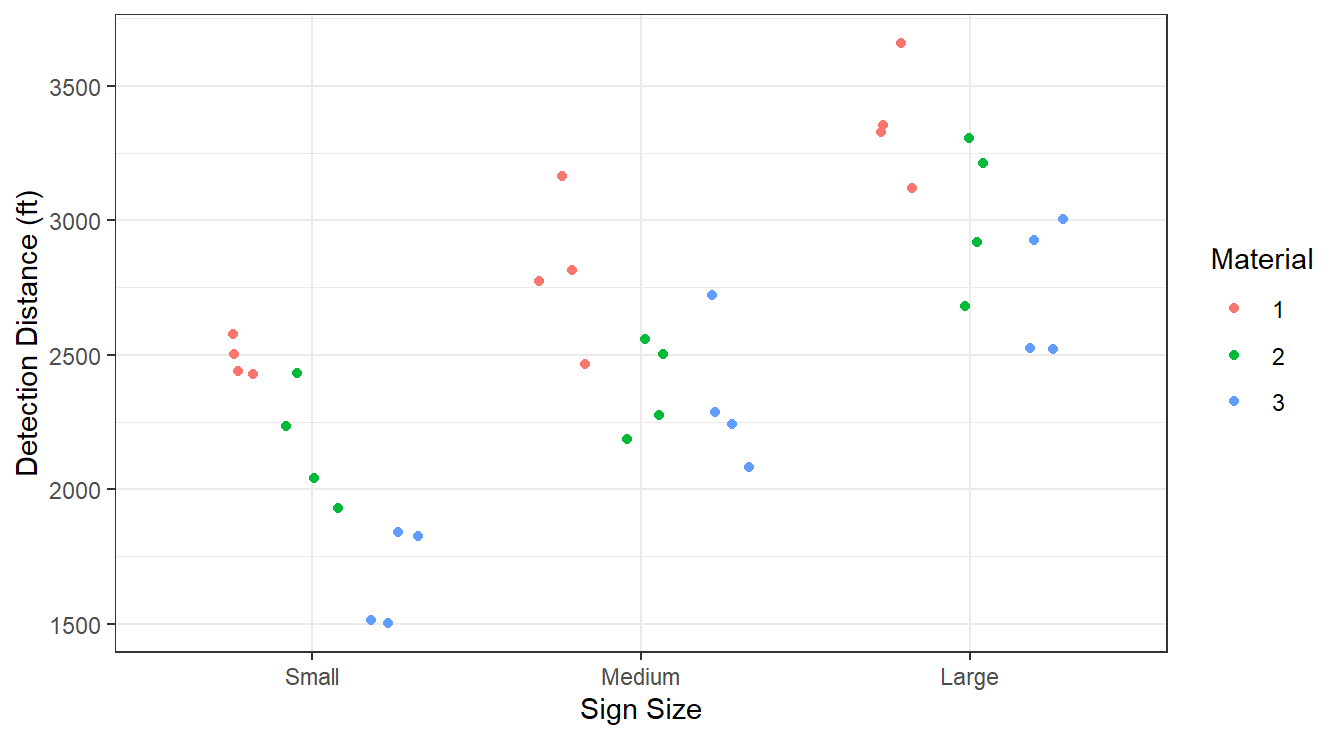 Detection Distance (ft)
3500
3000
2500
2000
1500
Small Medium Large
Sign Size
Material
1
2
3